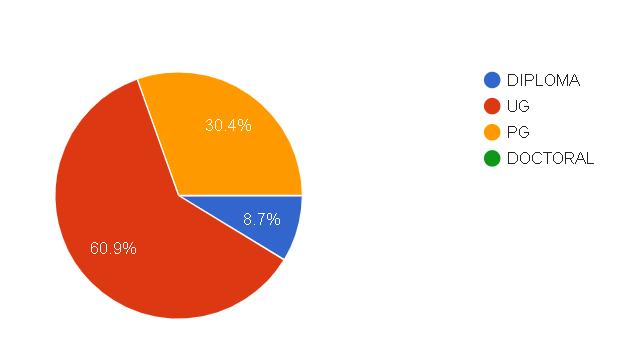 DIPLOMA
UG
PG
DOCTORAL
30.4%
8.7%
60.9%